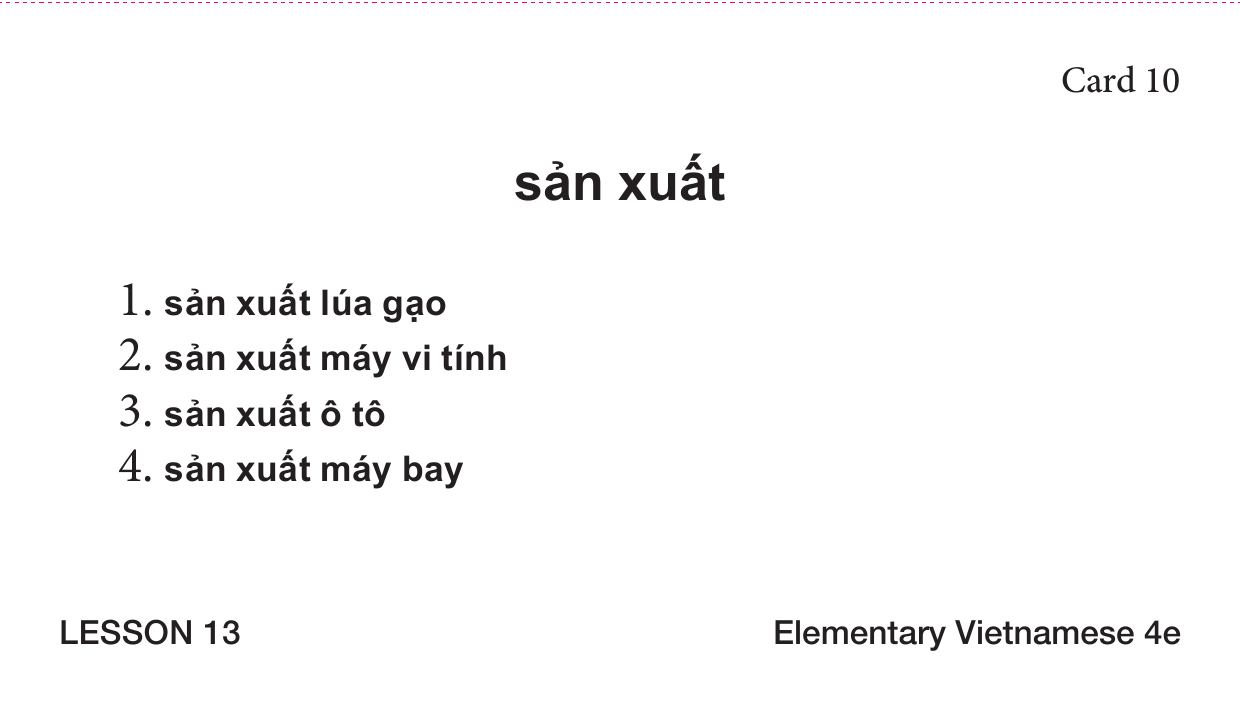 Card 10
sản xuất
1. sản xuất lúa gạo
2. sản xuất máy vi tính
3. sản xuất ô tô
4. sản xuất máy bay
LESSON 13
Elementary Vietnamese 4e